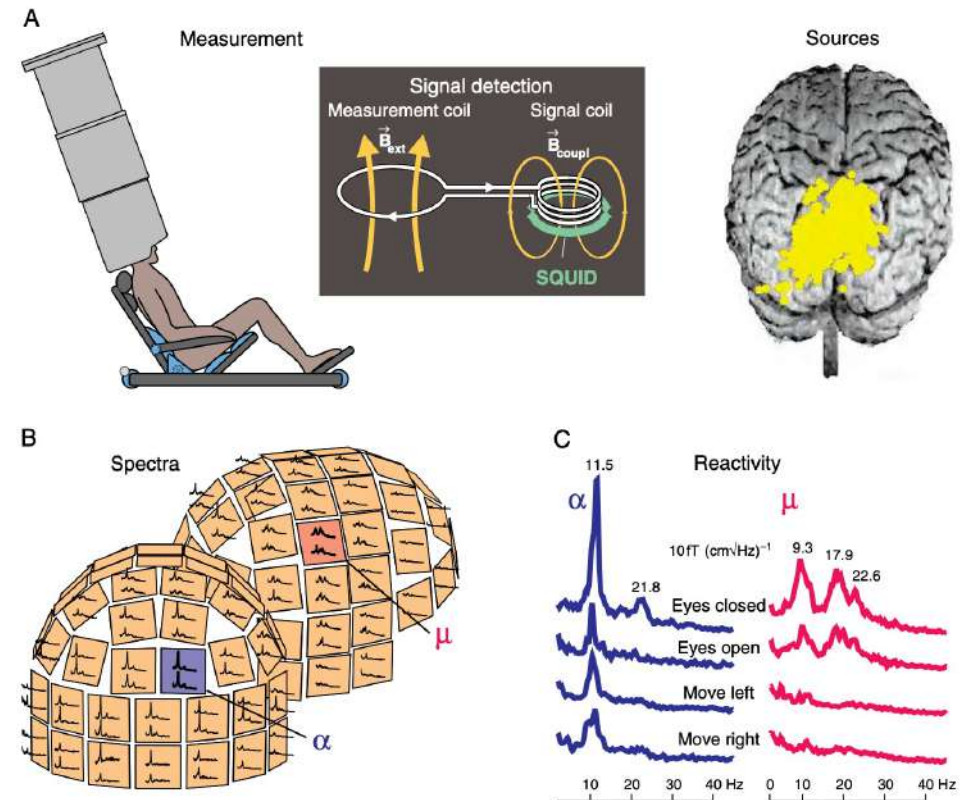 A
Measurement
Signal detection
Measurement coil
Signal coil
B ext
B coupl
SQUID
Sources
B
Spectra
μ
α
C
Reactivity
α
11.5
21.8
μ
10 fT (cm√Hz)⁻¹
9.3
17.9
22.6
Eyes closed
Eyes open
Move left
Move right
10 30 40 Hz
0 10 20 30 40 Hz